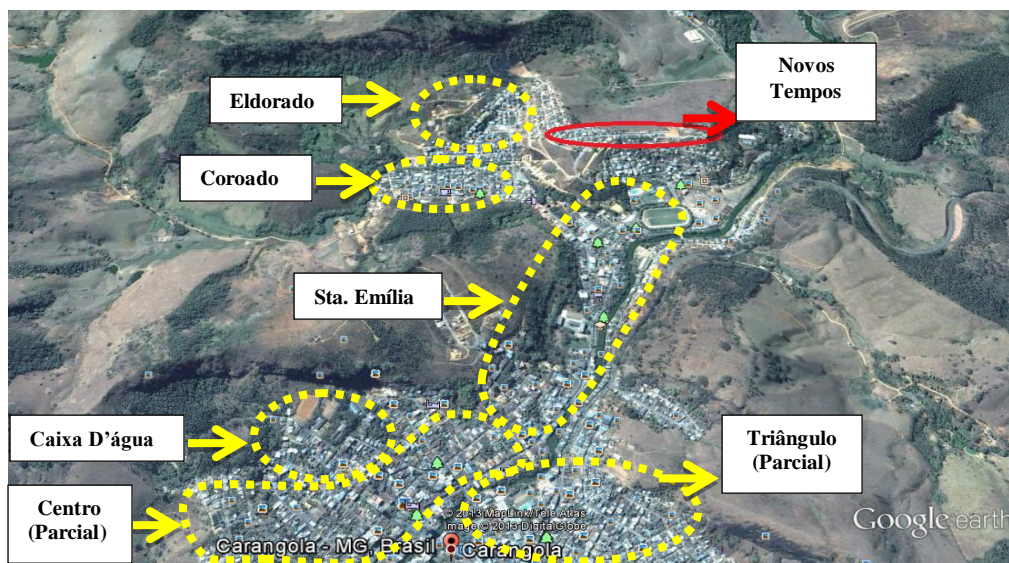 Novos
Tempos
Eldorado
Coroado
Sta. Emília
Caixa D'água
Triângulo
(Parcial)
Centro
(Parcial)
© 2013 MapLink/Tele Atlas
Image © 2013 DigitalGlobe
Google earth
Carangola - MG, Brasil
Carangola